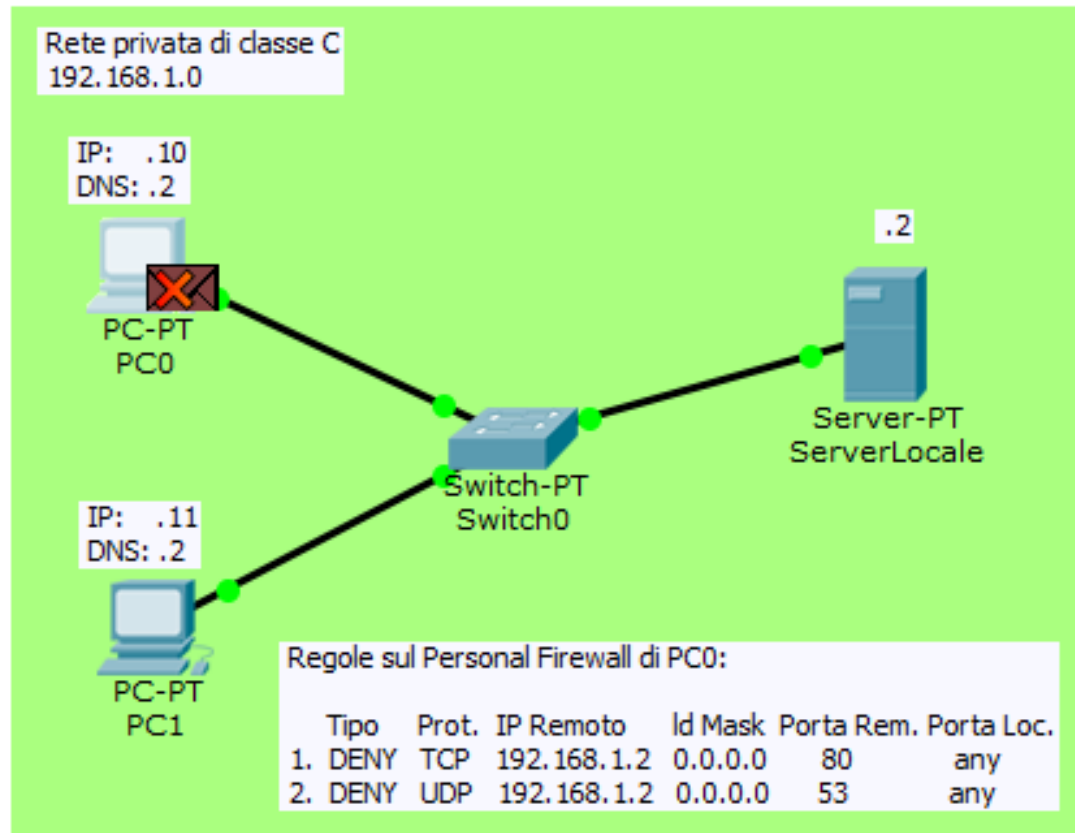 Rete privata di classe C
192.168.1.0
IP: .10
DNS: .2
PC-PT
PC0
.2
Server-PT
ServerLocale
Switch-PT
Switch0
IP: .11
DNS: .2
PC-PT
PC1
Regole sul Personal Firewall di PC0:
Tipo Prot. IP Remoto ld Mask Porta Rem. Porta Loc.
1. DENY TCP 192.168.1.2 0.0.0.0 80 any
2. DENY UDP 192.168.1.2 0.0.0.0 53 any